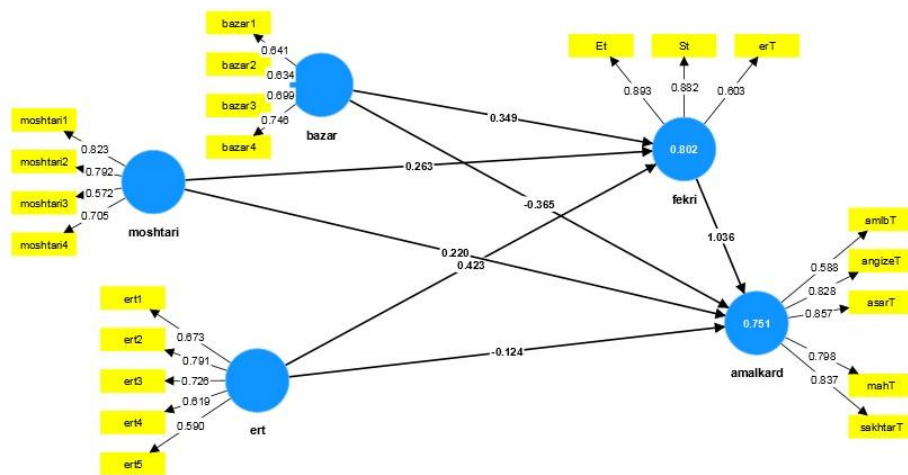 bazar1
bazar2
bazar3
bazar4
0.641
0.634
0.699
0.746
bazar
moshtari1
moshtari2
moshtari3
moshtari4
0.823
0.792
0.572
0.705
moshtari
ert1
ert2
ert3
ert4
ert5
0.673
0.791
0.726
0.619
0.590
ert
Et
St
erT
0.893
0.882
0.603
0.802
fekri
0.349
0.263
-0.365
0.220
0.423
-0.124
1.036
0.751
amalkard
amlbT
angizeT
asarT
mahT
sakhtarT
0.588
0.828
0.857
0.798
0.837